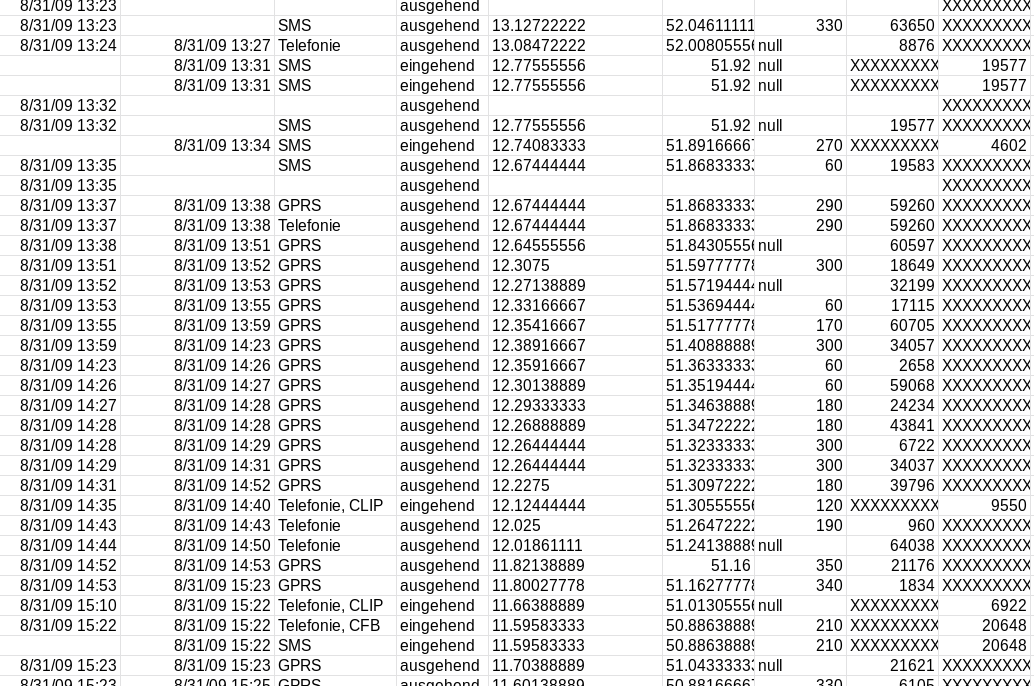 8/31/09 13:23 ausgehend XXXXXXXXX
8/31/09 13:23 SMS ausgehend 13.12722222 52.04611111 330 63650 XXXXXXXXX
8/31/09 13:24 8/31/09 13:27 Telefonie ausgehend 13.08472222 52.00805556 null 8876 XXXXXXXXX
8/31/09 13:31 SMS eingehend 12.77555556 51.92 null XXXXXXXXX 19577
8/31/09 13:31 SMS eingehend 12.77555556 51.92 null XXXXXXXXX 19577
8/31/09 13:32 ausgehend XXXXXXXXX
8/31/09 13:32 SMS ausgehend 12.77555556 51.92 null 19577 XXXXXXXXX
8/31/09 13:34 SMS eingehend 12.74083333 51.89166667 270 XXXXXXXXX 4602
8/31/09 13:35 SMS ausgehend 12.67444444 51.86833333 60 19583 XXXXXXXXX
8/31/09 13:35 ausgehend XXXXXXXXX
8/31/09 13:37 8/31/09 13:38 GPRS ausgehend 12.67444444 51.86833333 290 59260 XXXXXXXXX
8/31/09 13:37 8/31/09 13:38 Telefonie ausgehend 12.67444444 51.86833333 290 59260 XXXXXXXXX
8/31/09 13:38 8/31/09 13:51 GPRS ausgehend 12.64555556 51.84305556 null 60597 XXXXXXXXX
8/31/09 13:51 8/31/09 13:52 GPRS ausgehend 12.3075 51.59777778 300 18649 XXXXXXXXX
8/31/09 13:52 8/31/09 13:53 GPRS ausgehend 12.27138889 51.57194444 null 32199 XXXXXXXXX
8/31/09 13:53 8/31/09 13:55 GPRS ausgehend 12.33166667 51.53694444 60 17115 XXXXXXXXX
8/31/09 13:55 8/31/09 13:59 GPRS ausgehend 12.35416667 51.51777778 170 60705 XXXXXXXXX
8/31/09 13:59 8/31/09 14:23 GPRS ausgehend 12.38916667 51.40888889 300 34057 XXXXXXXXX
8/31/09 14:23 8/31/09 14:26 GPRS ausgehend 12.35916667 51.36333333 60 2658 XXXXXXXXX
8/31/09 14:26 8/31/09 14:27 GPRS ausgehend 12.30138889 51.35194444 60 59068 XXXXXXXXX
8/31/09 14:27 8/31/09 14:28 GPRS ausgehend 12.29333333 51.34638889 180 24234 XXXXXXXXX
8/31/09 14:28 8/31/09 14:28 GPRS ausgehend 12.26888889 51.34722222 180 43841 XXXXXXXXX
8/31/09 14:28 8/31/09 14:29 GPRS ausgehend 12.26444444 51.32333333 300 6722 XXXXXXXXX
8/31/09 14:29 8/31/09 14:31 GPRS ausgehend 12.26444444 51.32333333 300 34037 XXXXXXXXX
8/31/09 14:31 8/31/09 14:52 GPRS ausgehend 12.2275 51.30972222 180 39796 XXXXXXXXX
8/31/09 14:35 8/31/09 14:40 Telefonie, CLIP eingehend 12.12444444 51.30555556 120 XXXXXXXXX 9550
8/31/09 14:43 8/31/09 14:43 Telefonie ausgehend 12.025 51.26472222 190 960 XXXXXXXXX
8/31/09 14:44 8/31/09 14:50 Telefonie ausgehend 12.01861111 51.24138889 null 64038 XXXXXXXXX
8/31/09 14:52 8/31/09 14:53 GPRS ausgehend 11.82138889 51.16 350 21176 XXXXXXXXX
8/31/09 14:53 8/31/09 15:23 GPRS ausgehend 11.80027778 51.16277778 340 1834 XXXXXXXXX
8/31/09 15:10 8/31/09 15:22 Telefonie, CLIP eingehend 11.66388889 51.01305556 null XXXXXXXXX 6922
8/31/09 15:22 8/31/09 15:22 Telefonie, CFB eingehend 11.59583333 50.88638889 210 XXXXXXXXX 20648
8/31/09 15:22 SMS eingehend 11.59583333 50.88638889 210 XXXXXXXXX 20648
8/31/09 15:23 8/31/09 15:23 GPRS ausgehend 11.70388889 51.04333333 null 21621 XXXXXXXXX
8/31/09 15:23 8/31/09 15:25 GPRS ausgehend 11.60138889 50.88166667 330 6105 XXXXXXXXX